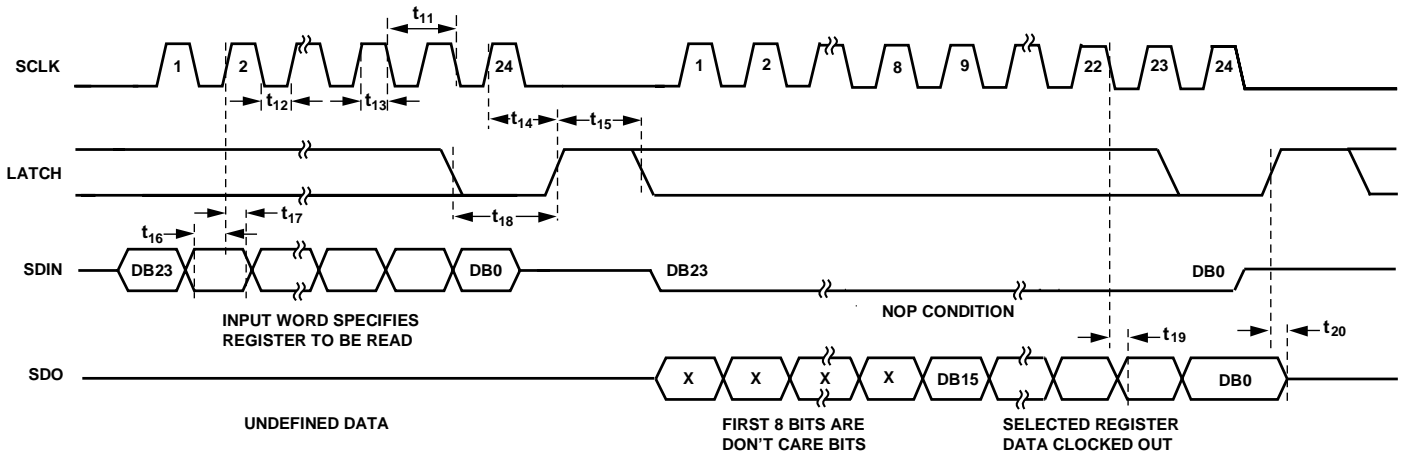 t11
SCLK 1 2 24 1 2 8 9 22 23 24
t12 t13
t14 t15
LATCH
t17 t18
t16
SDIN DB23 DB0 DB23 DB0
NOP CONDITION
INPUT WORD SPECIFIES
REGISTER TO BE READ
t19 t20
SDO X X X X DB15 DB0
UNDEFINED DATA
FIRST 8 BITS ARE
DON'T CARE BITS
SELECTED REGISTER
DATA CLOCKED OUT